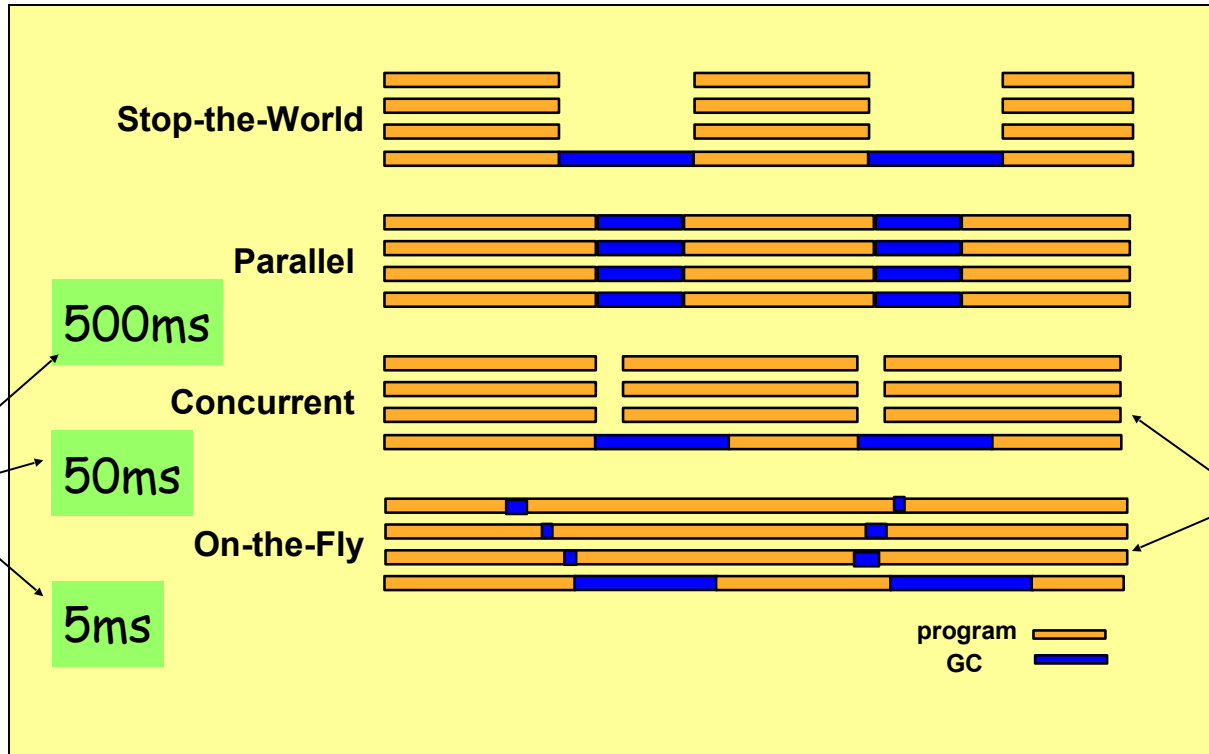 Stop-the-World
Parallel
500ms
Concurrent
50ms
On-the-Fly
5ms
program
GC